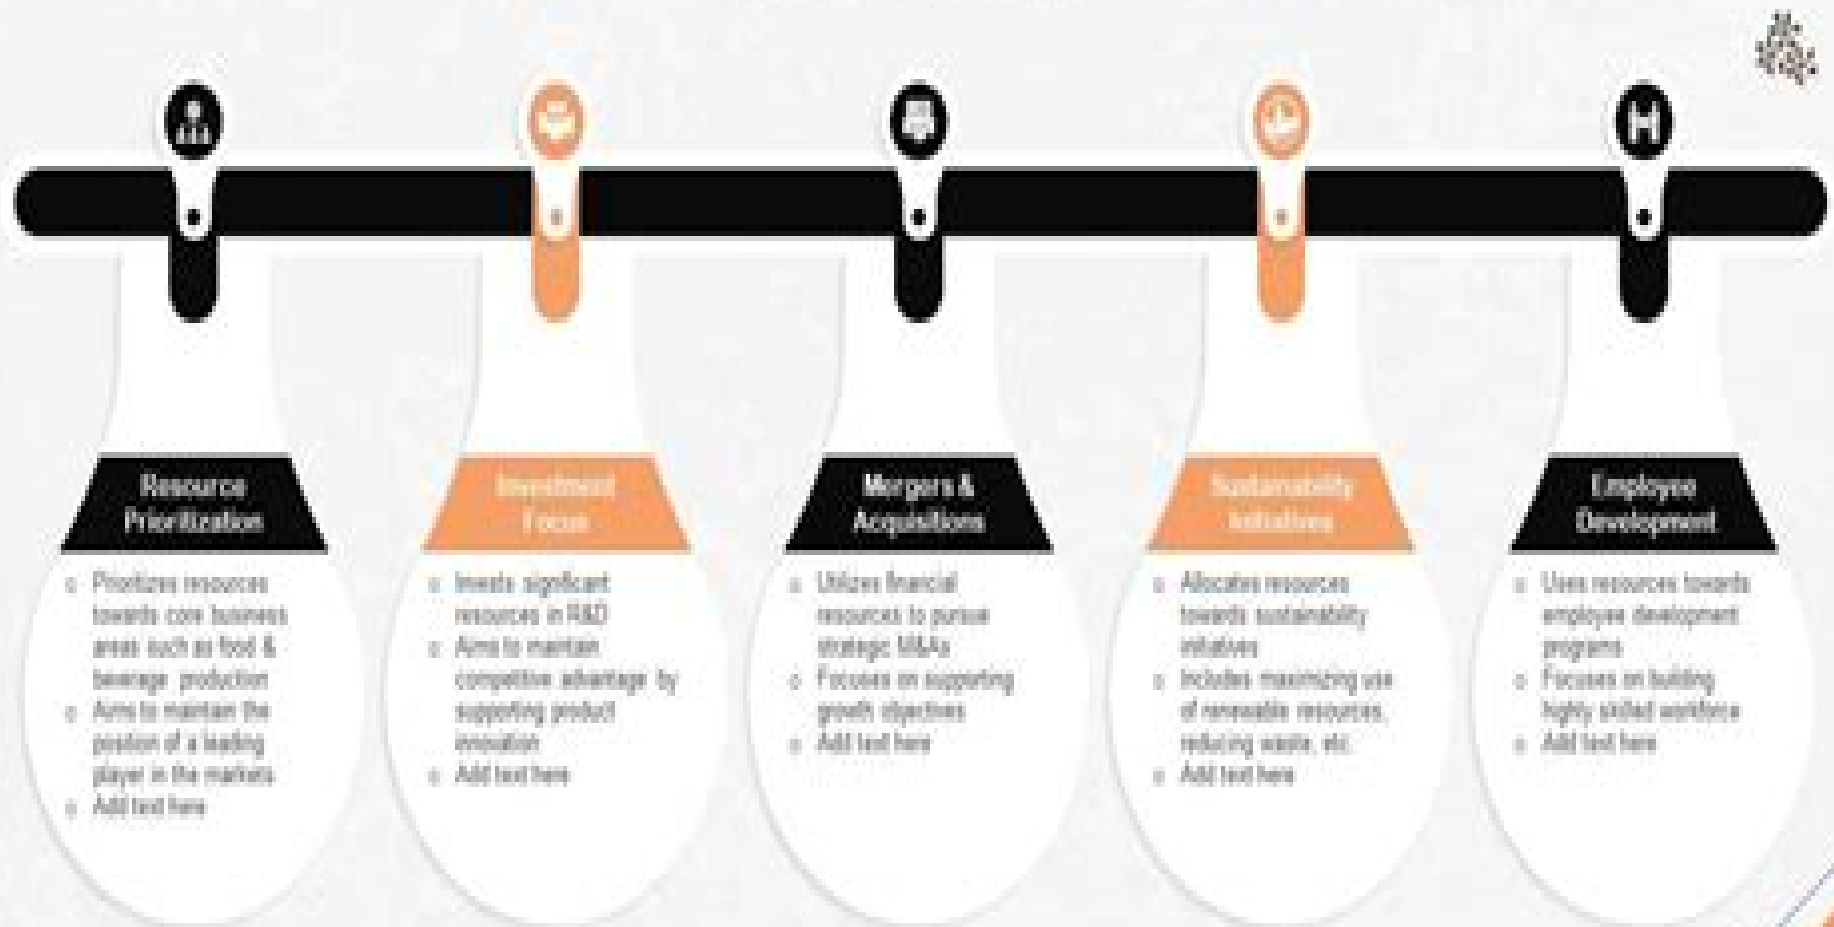 Resource
Prioritization
o Prioritizes resources
towards core business
areas such as food &
beverage production
o Aims to maintain the
postion of a leading
player in the markets
o Add text here
Investment
Focus
o Invests significant
resources in R&D
o Aims to maintain
competitive advantage by
supporting product
innovation
o Add text here
Mergers &
Acquisitions
o Utilizes financial
resources to pursue
strategic M&As
o Focuses on supporting
growth objectives
o Add text here
Sustainability
Initiatives
o Allocates resources
towards sustainability
initiatives
o Includes maximizing use
of renewable resources,
reducing waste, etc.
o Add text here
Employee
Development
o Uses resources towards
employee development
programs
o Focuses on building
highly skilled workforce
o Add text here